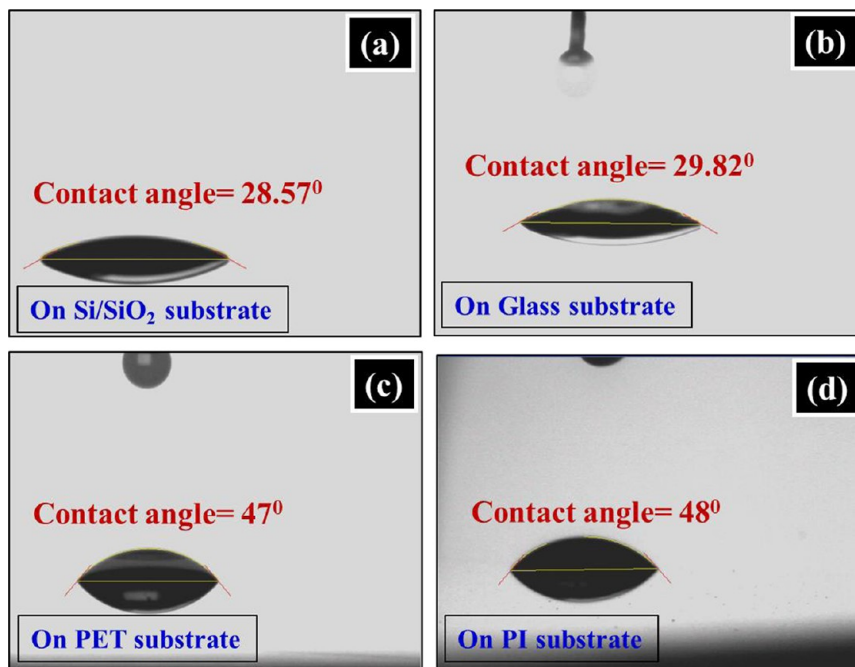 (a)
Contact angle= 28.57⁰
On Si/SiO₂ substrate
(b)
Contact angle= 29.82⁰
On Glass substrate
(c)
Contact angle= 47⁰
On PET substrate
(d)
Contact angle= 48⁰
On PI substrate